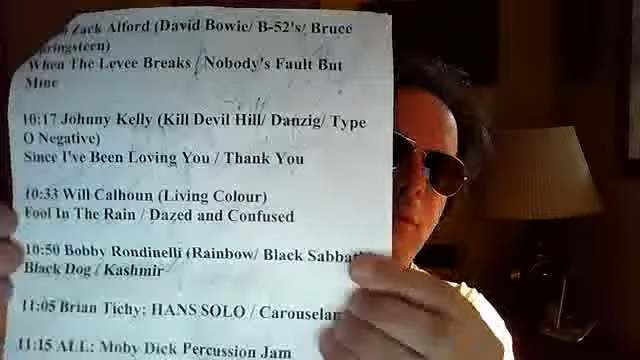 Zack Alford (David Bowie/ B-52's/ Bruce
ringsteen)
When The Levee Breaks / Nobody's Fault But
Mine
10:17 Johnny Kelly (Kill Devil Hill/ Danzig/ Type
O Negative)
Since I've Been Loving You / Thank You
10:33 Will Calhoun (Living Colour)
Fool In The Rain / Dazed and Confused
10:50 Bobby Rondinelli (Rainbow/ Black Sabbat
Black Dog / Kashmir
11:05 Brian Tichy: HANS SOLO / Carouselam
11:15 ALL: Moby Dick Percussion Jam